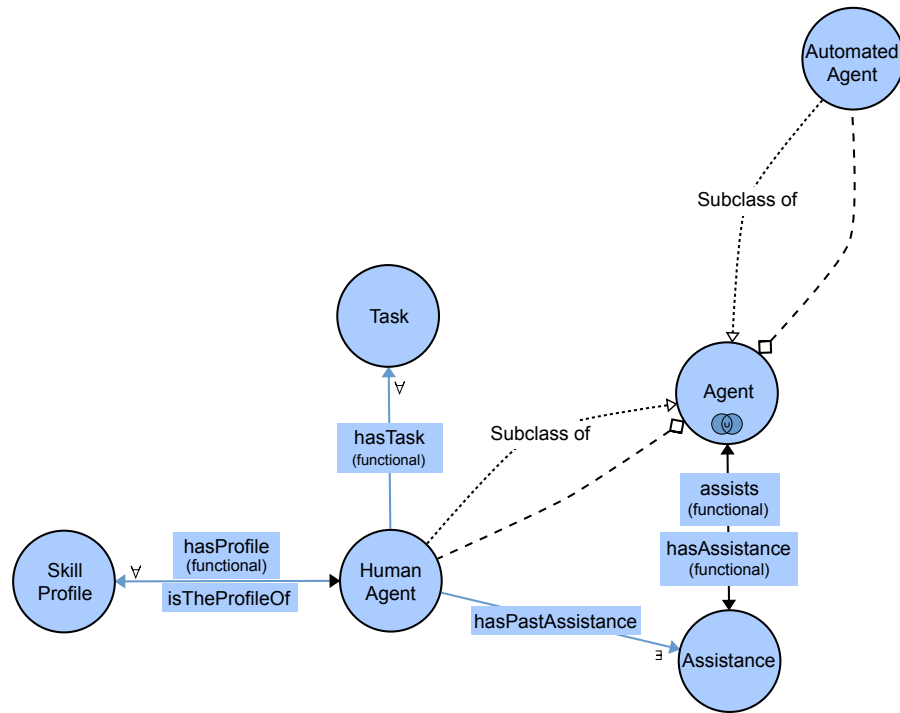 Automated
Agent
Subclass of
Task
∀
Agent
∪
Subclass of
hasTask
(functional)
assists
(functional)
hasAssistance
(functional)
hasProfile
(functional)
∀
isTheProfileOf
Skill
Profile
Human
Agent
hasPastAssistance
∃
Assistance